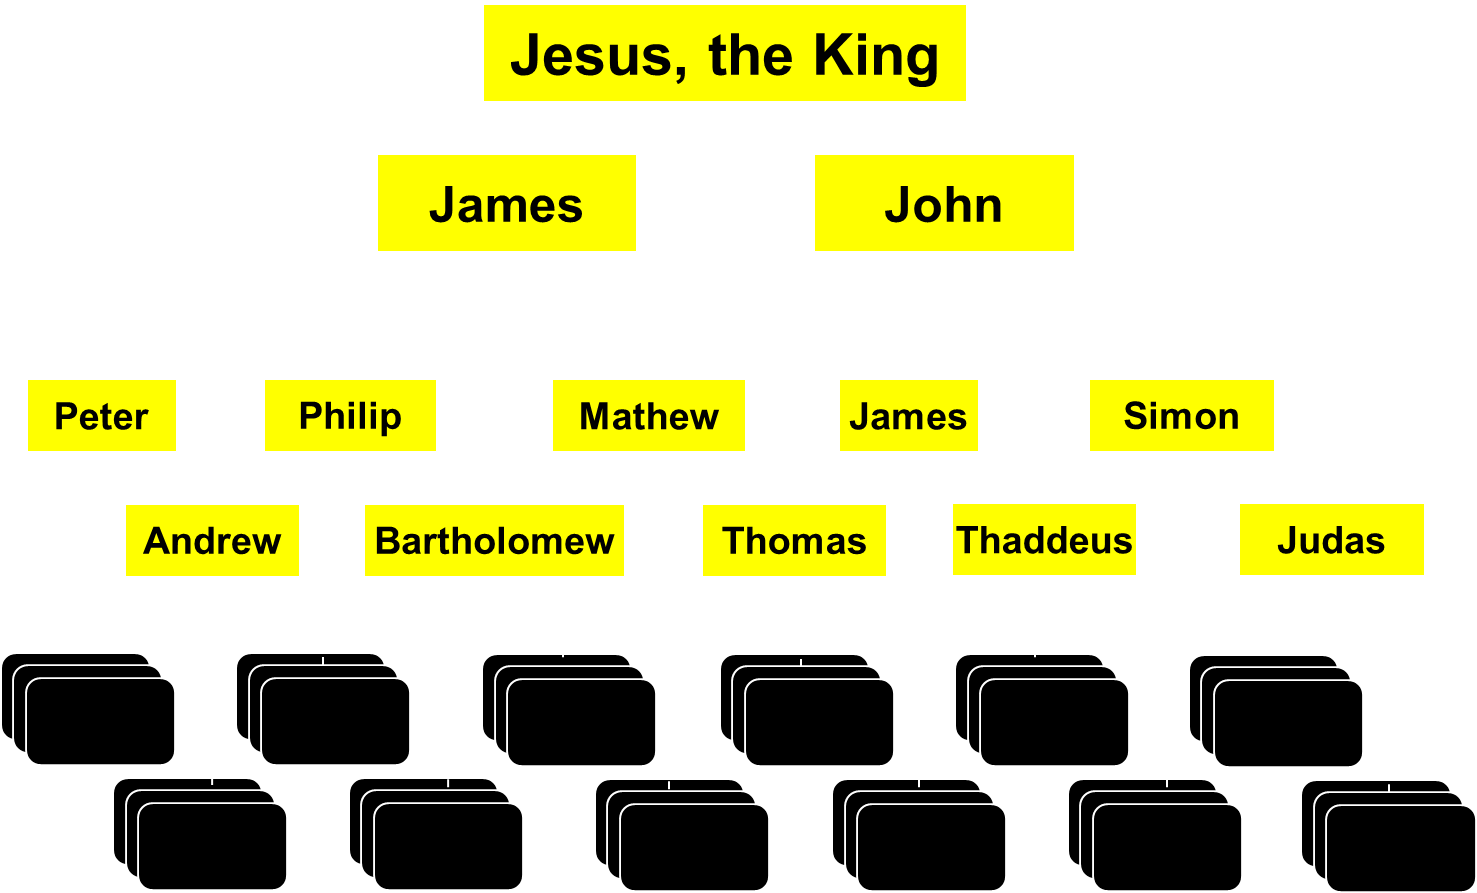 Jesus, the King
James John
Peter Philip Mathew James Simon
Andrew Bartholomew Thomas Thaddeus Judas